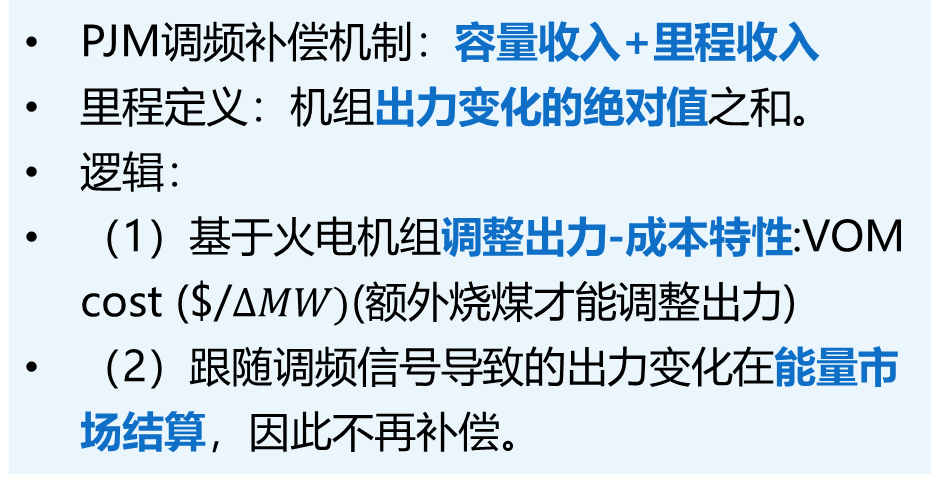 • PJM调频补偿机制：容量收入+里程收入
• 里程定义：机组出力变化的绝对值之和。
• 逻辑：
• （1）基于火电机组调整出力-成本特性:VOM
cost ($/Δ𝑀𝑊)(额外烧煤才能调整出力)
• （2）跟随调频信号导致的出力变化在能量市
场结算，因此不再补偿。